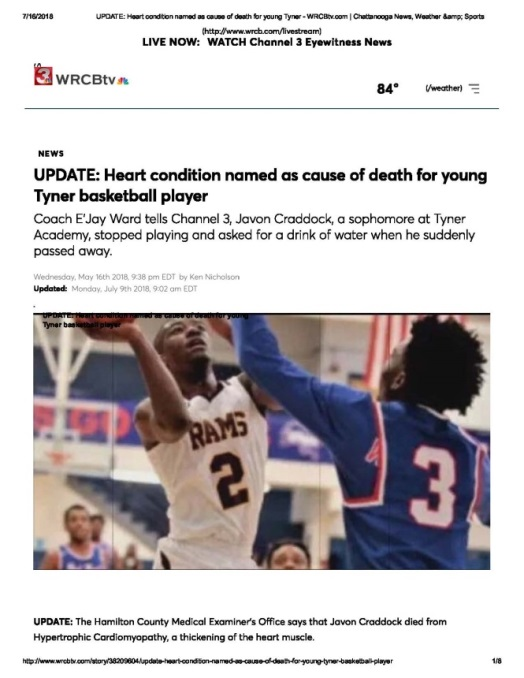 7/16/2018
UPDATE: Heart condition named as cause of death for young Tyner - WRCBtv.com | Chattanooga News, Weather &amp; Sports
(http://www.wrcb.com/livestream)
LIVE NOW: WATCH Channel 3 Eyewitness News
3 WRCBtv
84° (/weather)
NEWS
UPDATE: Heart condition named as cause of death for young
Tyner basketball player
Coach E'Jay Ward tells Channel 3, Javon Craddock, a sophomore at Tyner
Academy, stopped playing and asked for a drink of water when he suddenly
passed away.
Wednesday, May 16th 2018, 9:38 pm EDT by Ken Nicholson
Updated: Monday, July 9th 2018, 9:02 am EDT
UPDATE: Heart condition named as cause of death for young
Tyner basketball player
RAMS
2
3
UPDATE: The Hamilton County Medical Examiner's Office says that Javon Craddock died from
Hypertrophic Cardiomyopathy, a thickening of the heart muscle.
http://www.wrcbtv.com/story/38209604/update-heart-condition-named-as-cause-of-death-for-young-tyner-basketball-player
1/8